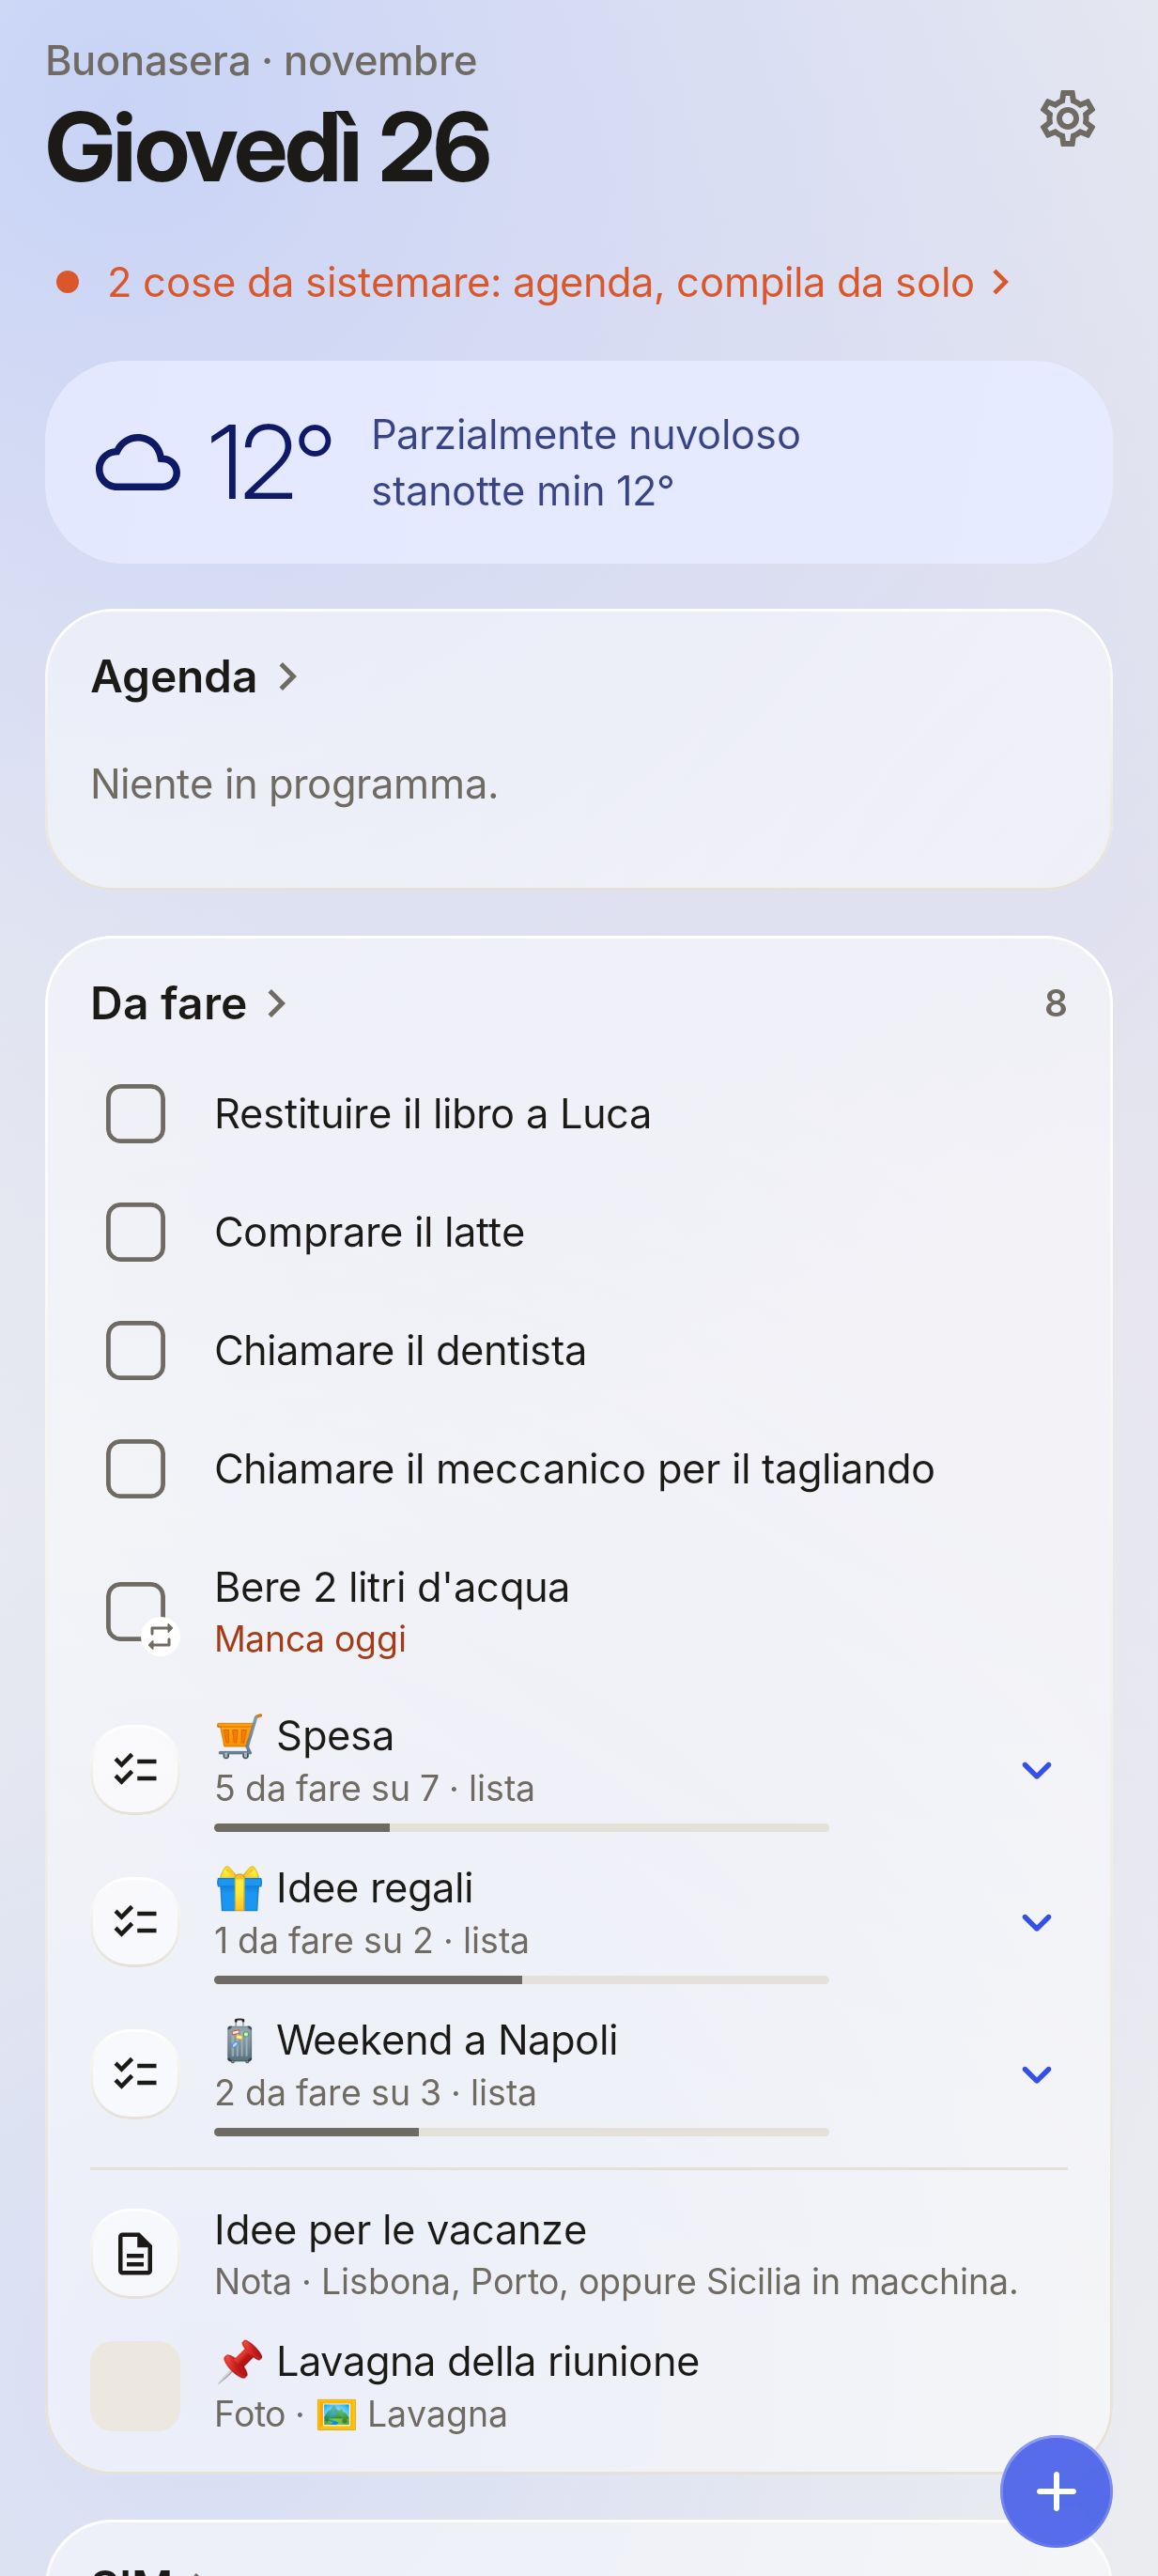 Buonasera · novembre
Giovedì 26
2 cose da sistemare: agenda, compila da solo
12°
Parzialmente nuvoloso
stanotte min 12°
Agenda
Niente in programma.
Da fare
8
Restituire il libro a Luca
Comprare il latte
Chiamare il dentista
Chiamare il meccanico per il tagliando
Bere 2 litri d'acqua
Manca oggi
🛒 Spesa
5 da fare su 7 · lista
🎁 Idee regali
1 da fare su 2 · lista
🧳 Weekend a Napoli
2 da fare su 3 · lista
Idee per le vacanze
Nota · Lisbona, Porto, oppure Sicilia in macchina.
📌 Lavagna della riunione
Foto · 🖼️ Lavagna